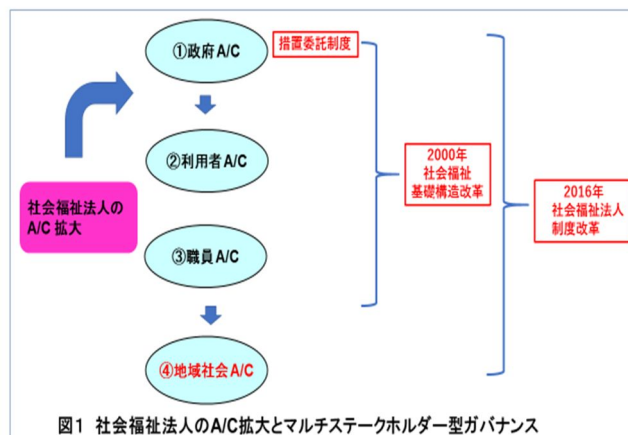 ①政府A/C
措置委託制度
②利用者A/C
2000年
社会福祉
基礎構造改革
社会福祉法人の
A/C 拡大
2016年
社会福祉法人
制度改革
③職員A/C
④地域社会A/C
図1 社会福祉法人のA/C拡大とマルチステークホルダー型ガバナンス